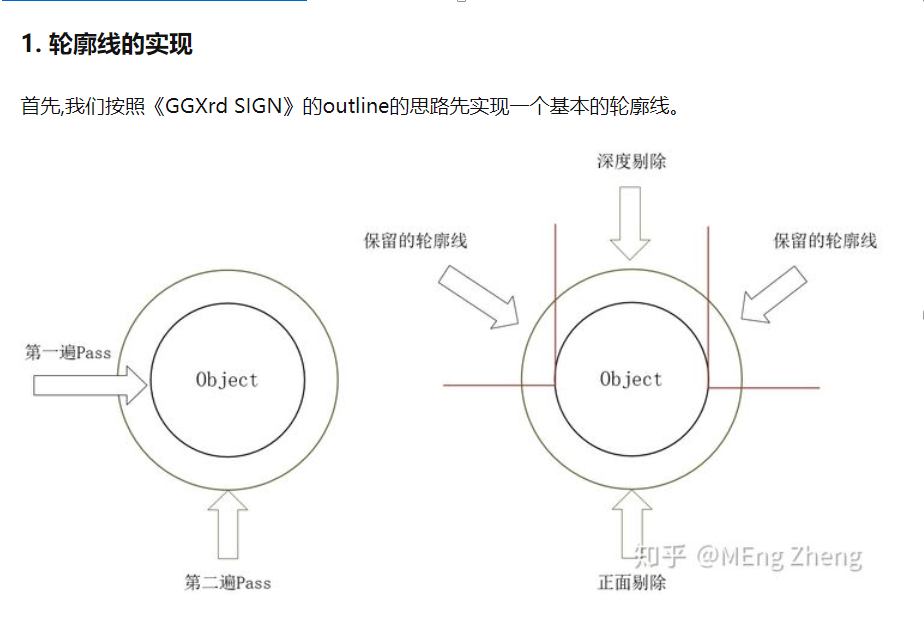 1. 轮廓线的实现
首先,我们按照《GGXrd SIGN》的outline的思路先实现一个基本的轮廓线。
深度剔除
保留的轮廓线
保留的轮廓线
第一遍Pass
Object
Object
第二遍Pass
正面剔除
知乎 @MEng Zheng